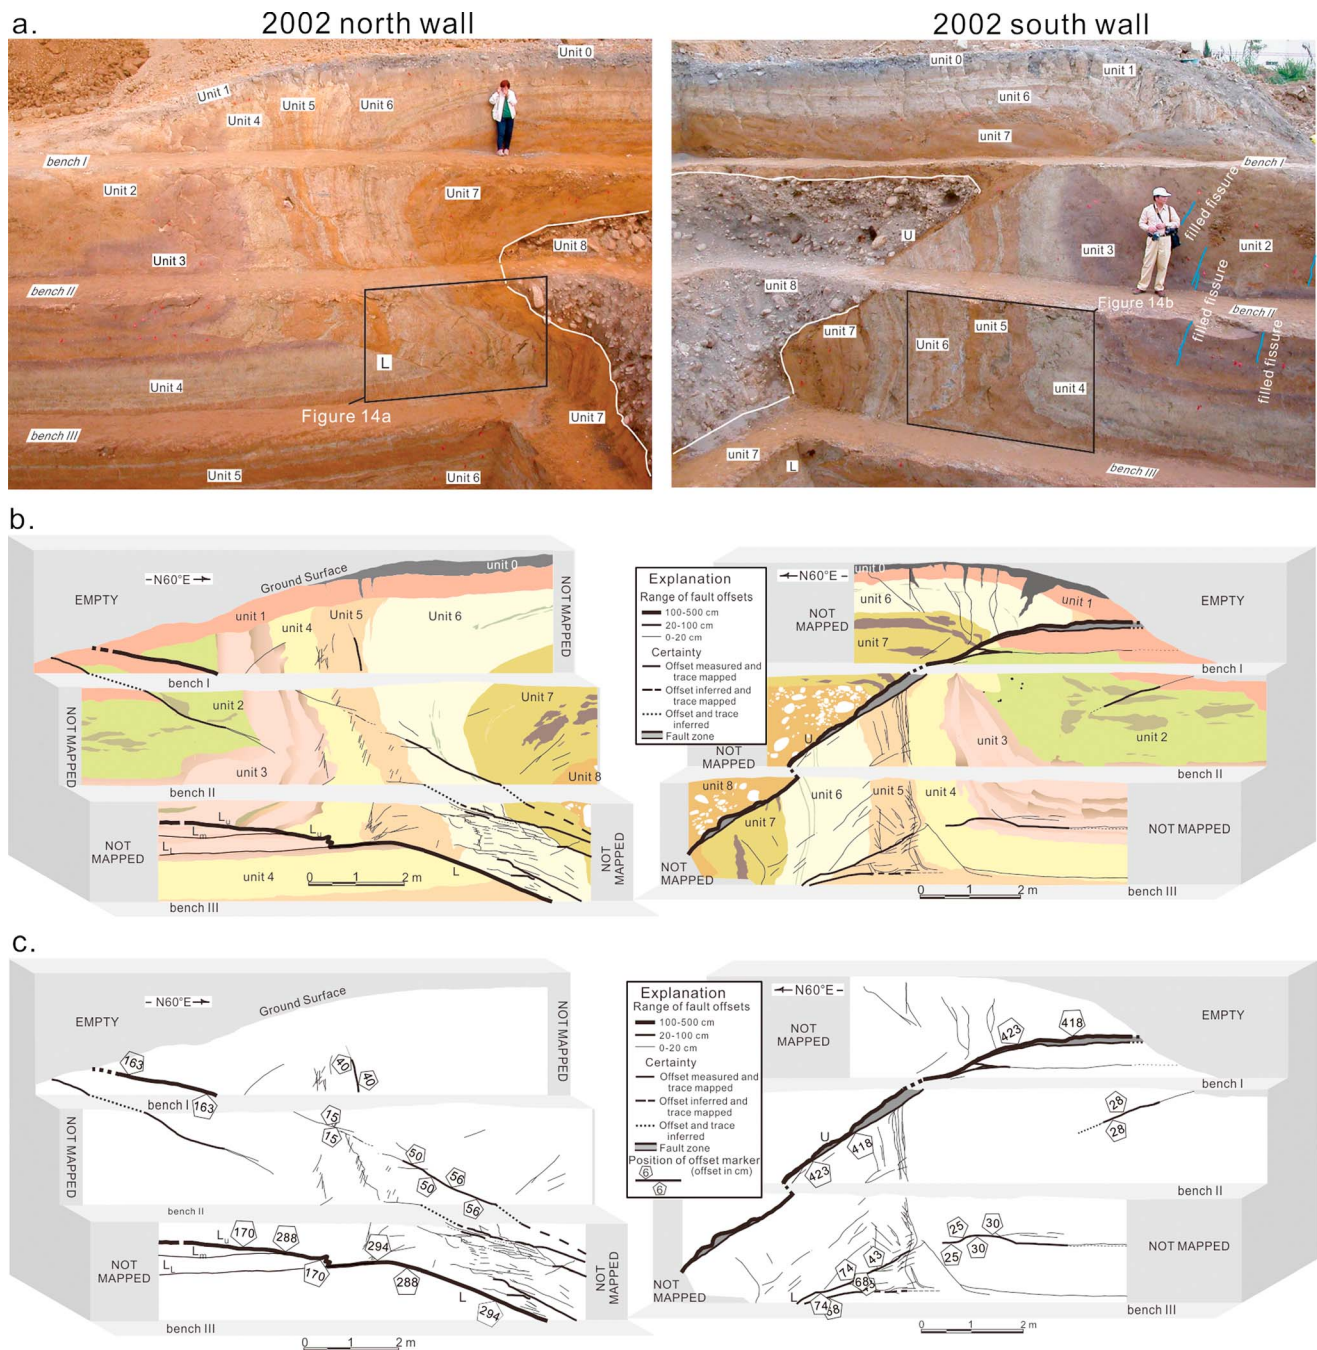 a.
2002 north wall
2002 south wall
Unit 0
Unit 1
Unit 5
Unit 6
Unit 4
bench I
Unit 2
Unit 7
Unit 3
Unit 8
bench II
L
Unit 4
Figure 14a
Unit 7
bench III
Unit 5
Unit 6
unit 0
unit 1
unit 6
unit 7
bench I
filled fissure
U
unit 3
unit 2
unit 8
filled fissure
Figure 14b
bench II
unit 7
unit 5
Unit 6
filled fissure
unit 4
unit 7
L
bench III
b.
N60°E
Ground Surface
unit 0
EMPTY
NOT MAPPED
unit 1
Unit 5
Unit 6
unit 4
bench I
NOT MAPPED
unit 2
Unit 7
unit 3
Unit 8
bench II
Lu
Lm
Lu
LL
NOT
MAPPED
unit 4
0 1 2 m
L
NOT
MAPPED
bench III
Explanation
Range of fault offsets
100-500 cm
20-100 cm
0-20 cm
Certainty
Offset measured and
trace mapped
Offset inferred and
trace mapped
Offset and trace
inferred
Fault zone
unit 0
N60°E
unit 6
NOT
MAPPED
unit 1
EMPTY
unit 7
bench I
U
NOT
MAPPED
unit 3
unit 2
bench II
unit 8
unit 6
unit 5
unit 4
unit 7
NOT MAPPED
NOT
MAPPED
0 1 2 m
bench III
c.
N60°E
Ground Surface
EMPTY
NOT MAPPED
163
40
40
bench I
163
15
15
NOT MAPPED
50
50
56
56
bench II
Lu
170
288
294
Lm
LL
NOT
MAPPED
170
288
L
294
NOT
MAPPED
bench III
0 1 2 m
Explanation
Range of fault offsets
100-500 cm
20-100 cm
0-20 cm
Certainty
Offset measured and
trace mapped
Offset inferred and
trace mapped
Offset and trace
inferred
Fault zone
Position of offset marker
(offset in cm)
6
6
N60°E
NOT
MAPPED
423
418
EMPTY
bench I
28
28
U
418
423
bench II
25
30
25
30
43
74
68
NOT MAPPED
NOT
MAPPED
L
74
68
bench III
0 1 2 m